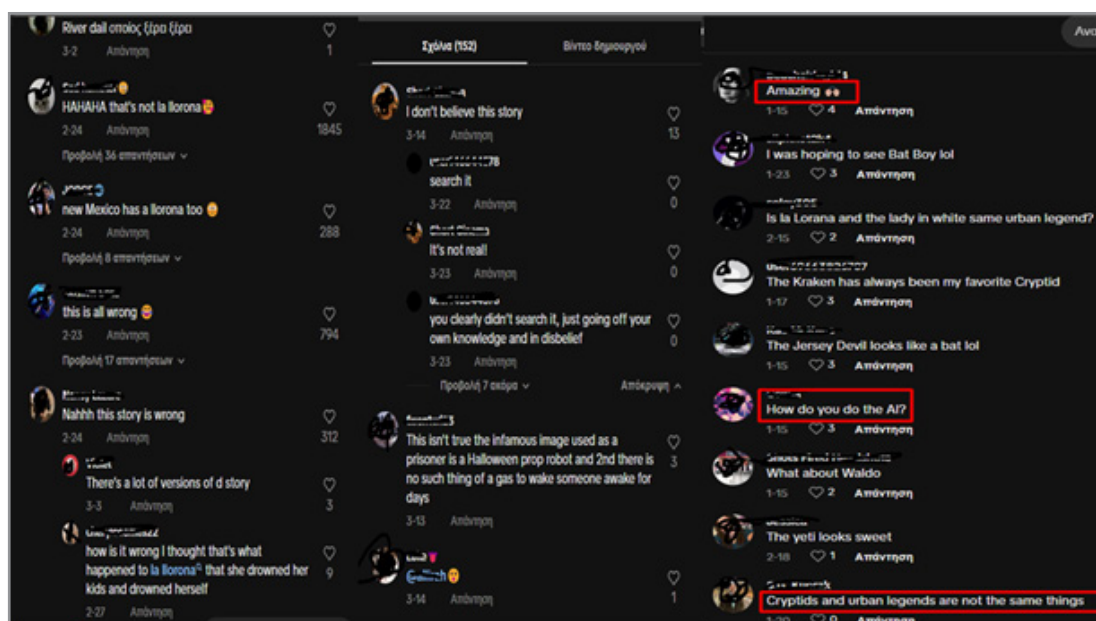 River dail οποίος ξέρα ξέρα
3-2 Απάντηση
1
HAHAHA that's not la llorona
2-24 Απάντηση
1845
Προβολή 36 απαντήσεων
new Mexico has a llorona too
2-24 Απάντηση
288
Προβολή 8 απαντήσεων
this is all wrong
2-23 Απάντηση
794
Προβολή 17 απαντήσεων
Nahhh this story is wrong
2-24 Απάντηση
312
There's a lot of versions of d story
3-3 Απάντηση
3
how is it wrong I thought that's what
happened to la llorona that she drowned her
kids and drowned herself
9
2-27 Απάντηση
Σχόλια (152)
Βίντεο δημιουργού
I don't believe this story
3-14 Απάντηση
13
search it
3-22 Απάντηση
0
It's not real!
3-23 Απάντηση
0
you clearly didn't search it, just going off your
own knowledge and in disbelief
0
3-23 Απάντηση
Προβολή 7 ακόμα
Απόκρυψη
This isn't true the infamous image used as a
prisoner is a Halloween prop robot and 2nd there is
no such thing of a gas to wake someone awake for
days
3
3-13 Απάντηση
3-14 Απάντηση
1
Amazing
1-15 4 Απάντηση
I was hoping to see Bat Boy lol
1-23 3 Απάντηση
Is la Lorana and the lady in white same urban legend?
2-15 2 Απάντηση
The Kraken has always been my favorite Cryptid
1-17 3 Απάντηση
The Jersey Devil looks like a bat lol
1-15 3 Απάντηση
How do you do the AI?
1-15 3 Απάντηση
What about Waldo
1-15 2 Απάντηση
The yeti looks sweet
2-18 1 Απάντηση
Cryptids and urban legends are not the same things
0 Απάντηση